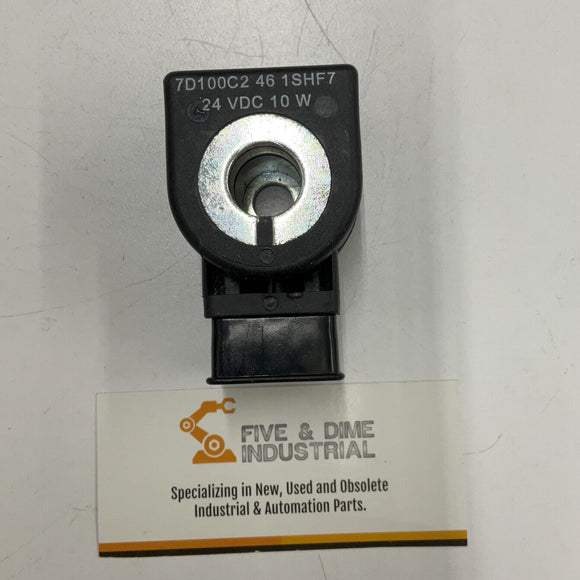 7D100C2 46 1SHF7
24 VDC 10 W
FIVE & DIME
INDUSTRIAL
Specializing in New, Used and Obsolete
Industrial & Automation Parts.